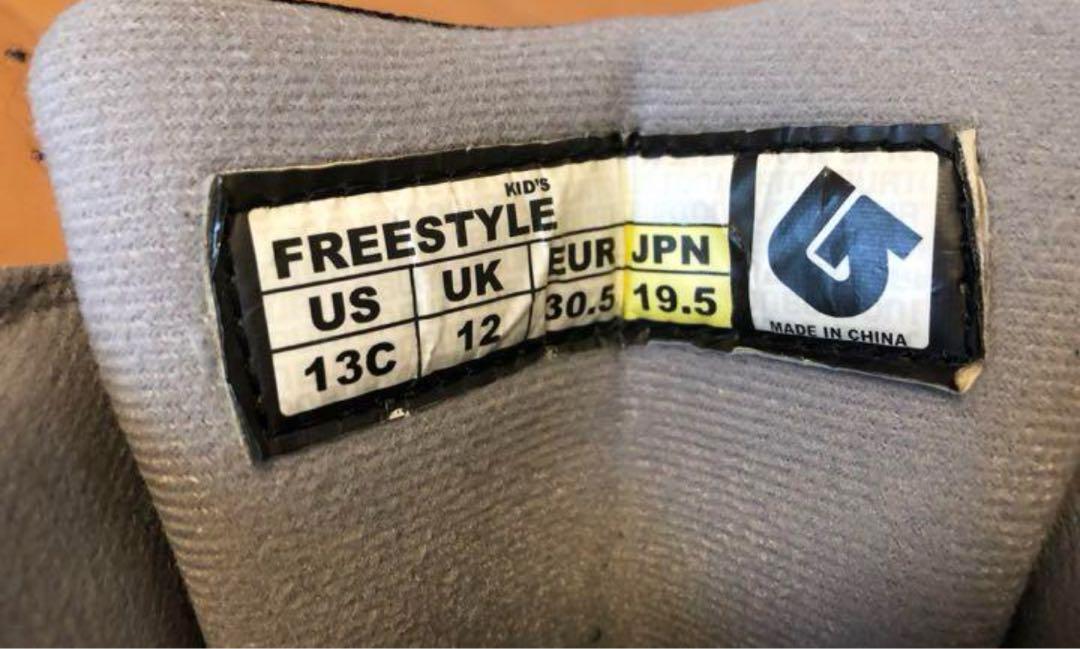 KID'S
FREESTYLE
US UK EUR JPN
13C 12 30.5 19.5
MADE IN CHINA